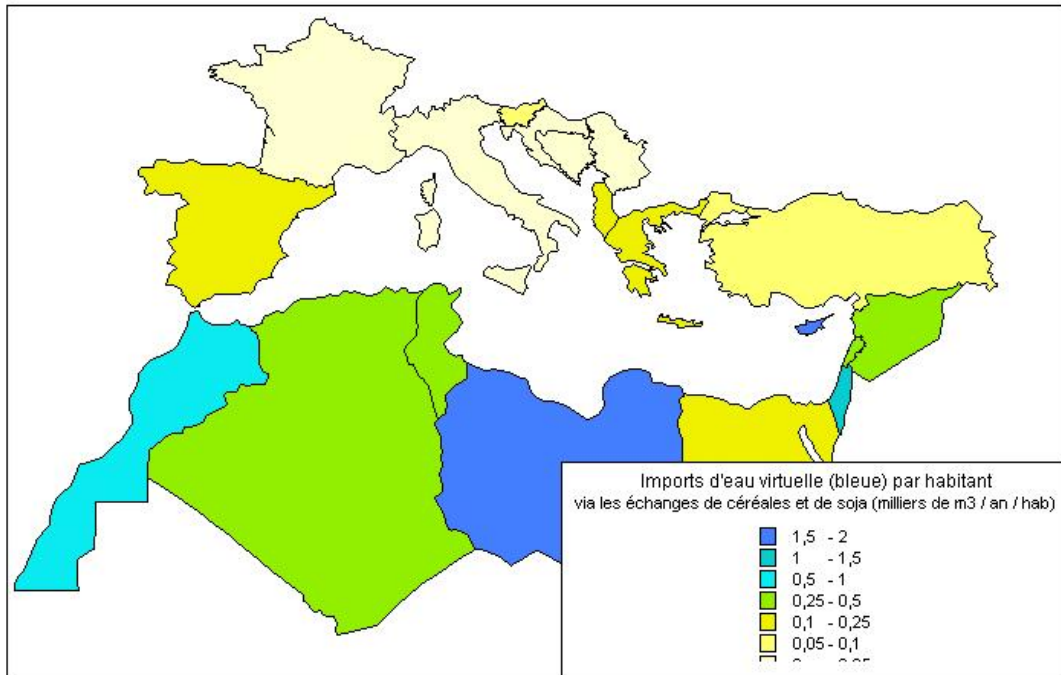 Imports d'eau virtuelle (bleue) par habitant
via les échanges de céréales et de soja (milliers de m3 / an / hab)
1,5 - 2
1 - 1,5
0,5 - 1
0,25 - 0,5
0,1 - 0,25
0,05 - 0,1